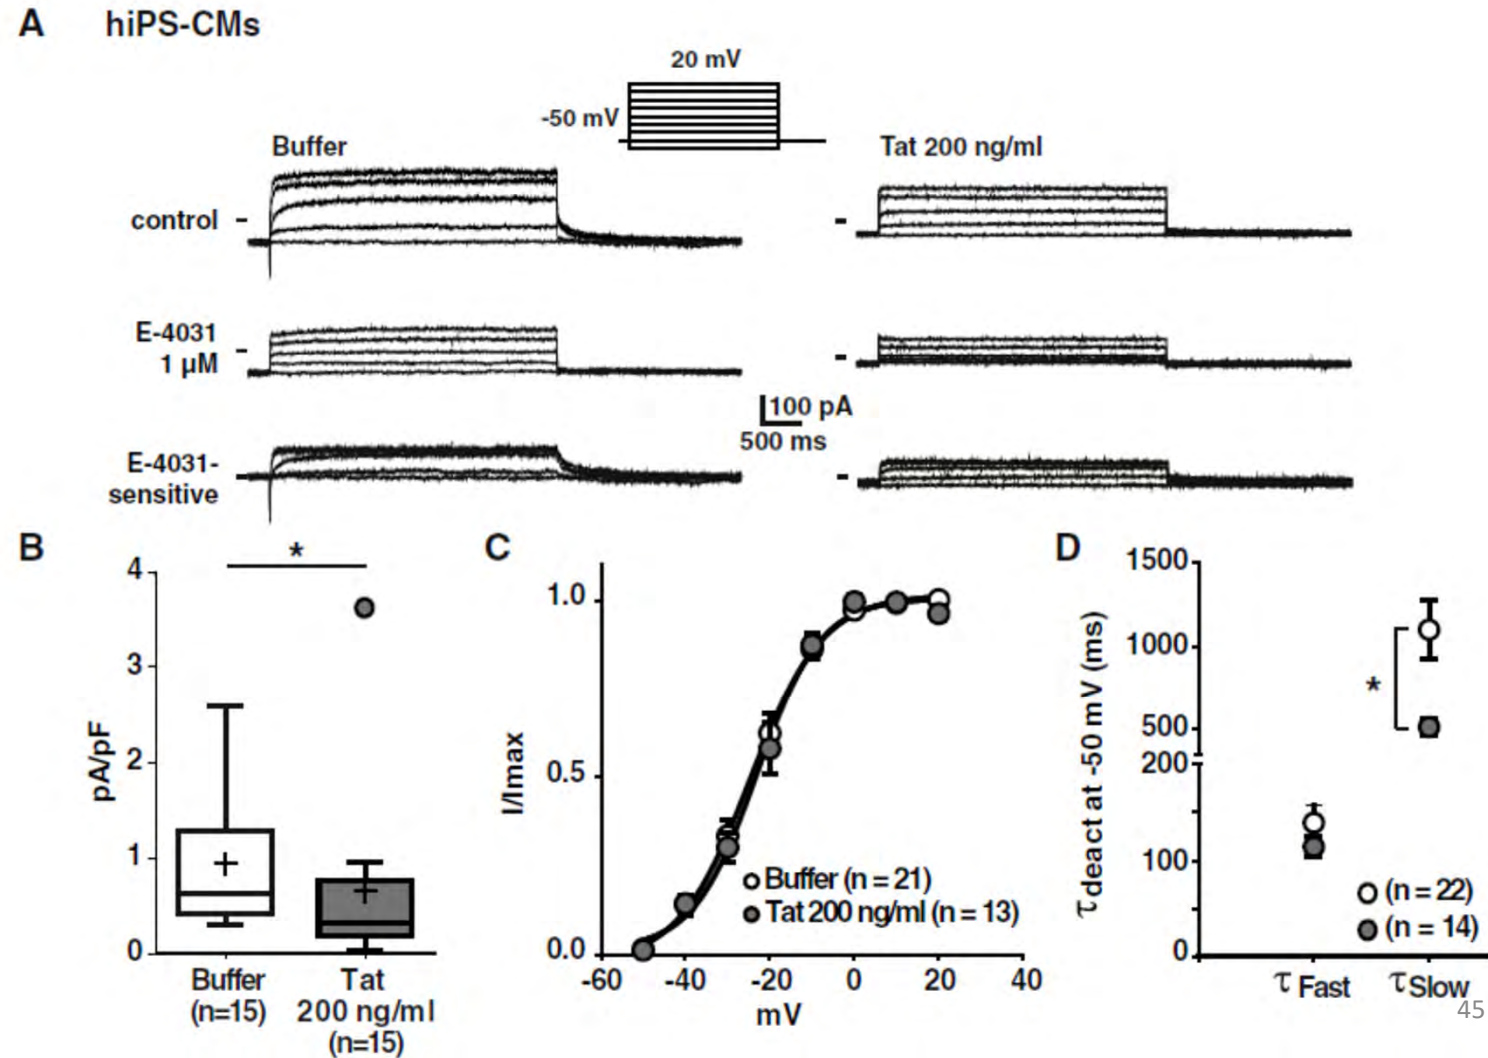 A hiPS-CMs
20 mV
-50 mV
Buffer
Tat 200 ng/ml
control
E-4031
1 µM
100 pA
500 ms
E-4031-
sensitive
B
*
4
3
2
1
0
pA/pF
Buffer
(n=15)
Tat
200 ng/ml
(n=15)
C
1.0
0.5
0.0
I/Imax
Buffer (n = 21)
Tat 200 ng/ml (n = 13)
-60 -40 -20 0 20 40
mV
D
1500
1000
500
200
200
100
0
τdeact at -50 mV (ms)
*
(n = 22)
(n = 14)
τ Fast τSlow
45